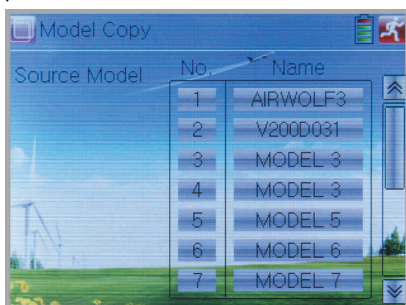 Model Copy
Source Model No. Name
1 AIRWOLF3
2 V200D031
3 MODEL 3
4 MODEL 3
5 MODEL 5
6 MODEL 6
7 MODEL 7